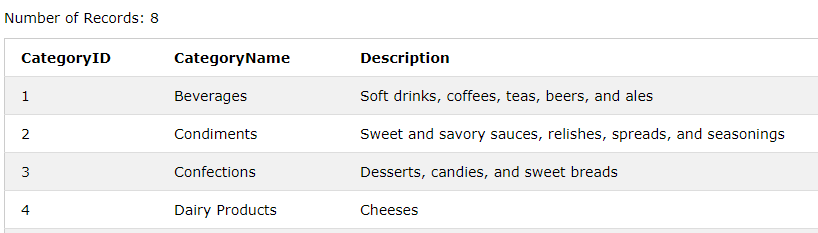 Number of Records: 8
CategoryID CategoryName Description
1 Beverages Soft drinks, coffees, teas, beers, and ales
2 Condiments Sweet and savory sauces, relishes, spreads, and seasonings
3 Confections Desserts, candies, and sweet breads
4 Dairy Products Cheeses